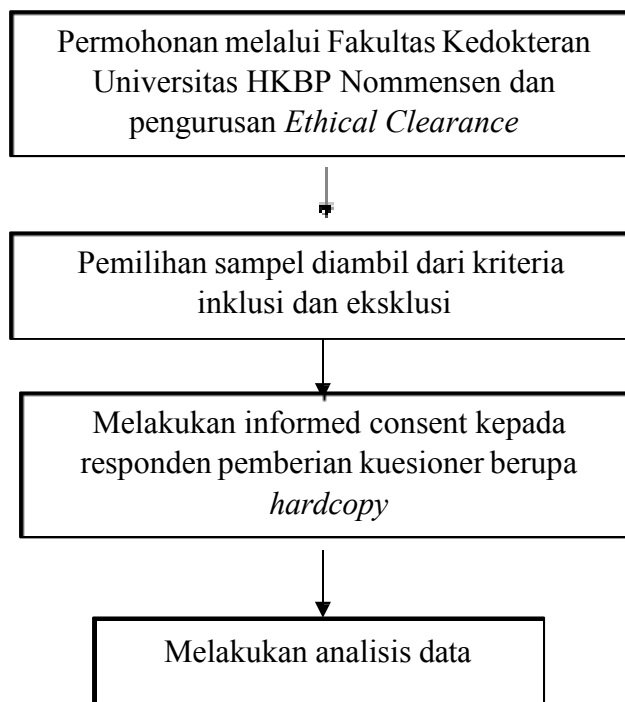 Permohonan melalui Fakultas Kedokteran
Universitas HKBP Nommensen dan
pengurusan Ethical Clearance
Pemilihan sampel diambil dari kriteria
inklusi dan eksklusi
Melakukan informed consent kepada
responden pemberian kuesioner berupa
hardcopy
Melakukan analisis data